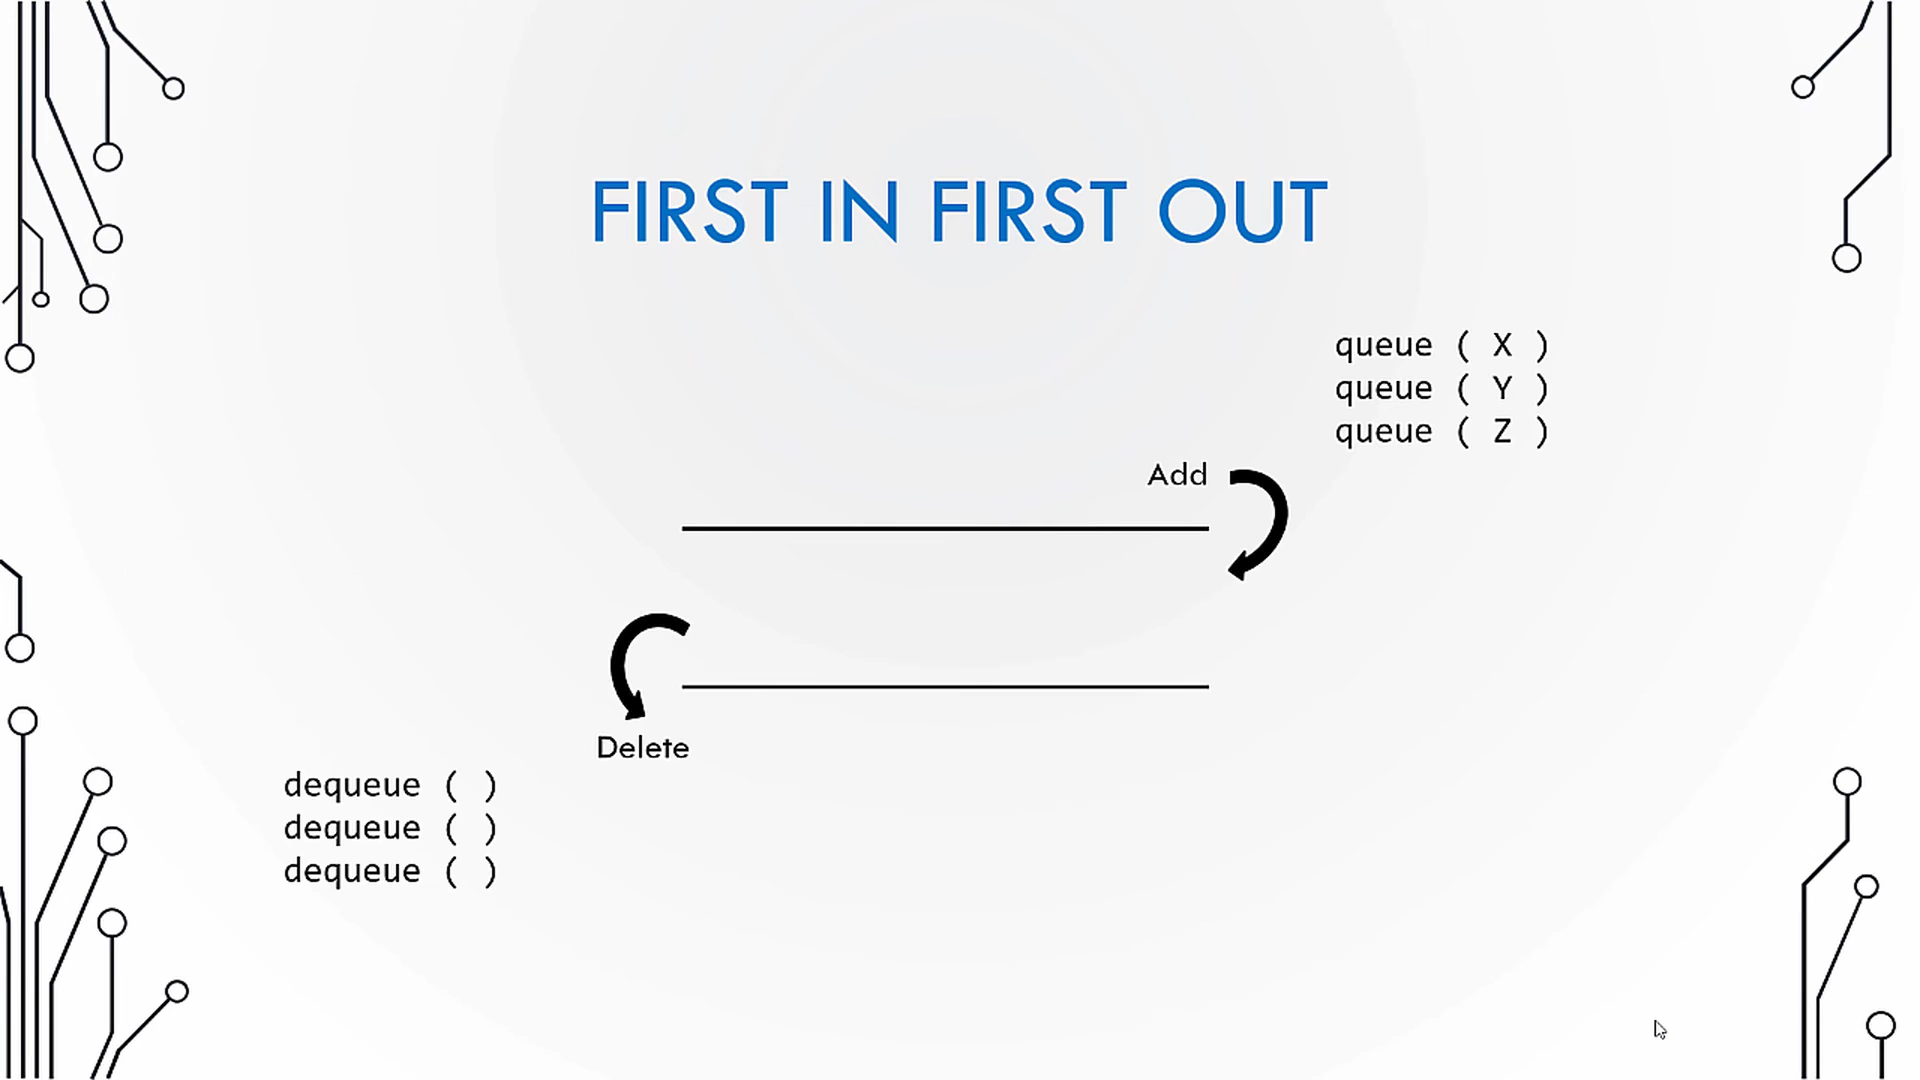 FIRST IN FIRST OUT
queue ( X )
queue ( Y )
queue ( Z )
Add
Delete
dequeue ( )
dequeue ( )
dequeue ( )